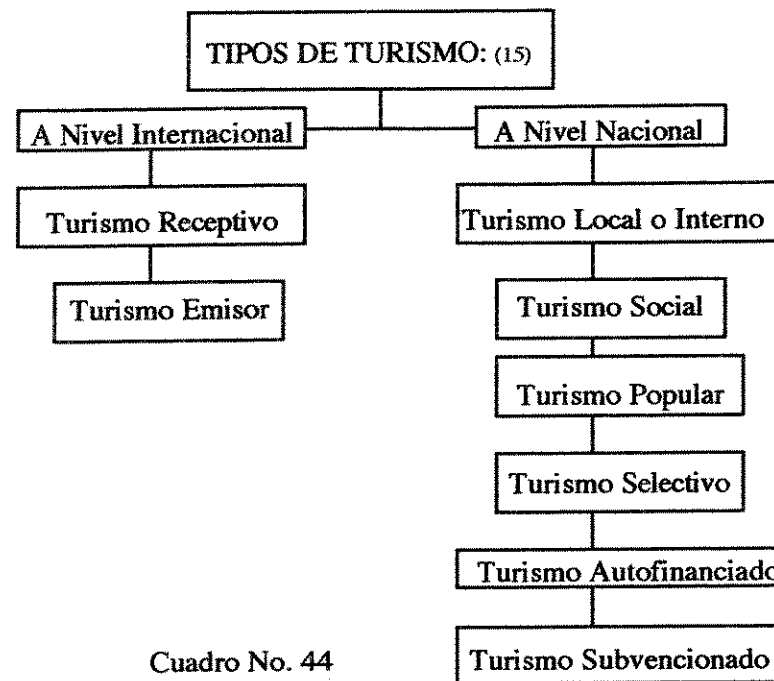 TIPOS DE TURISMO: (15)
A Nivel Internacional
Turismo Receptivo
Turismo Emisor
A Nivel Nacional
Turismo Local o Interno
Turismo Social
Turismo Popular
Turismo Selectivo
Turismo Autofinanciado
Turismo Subvencionado
Cuadro No. 44